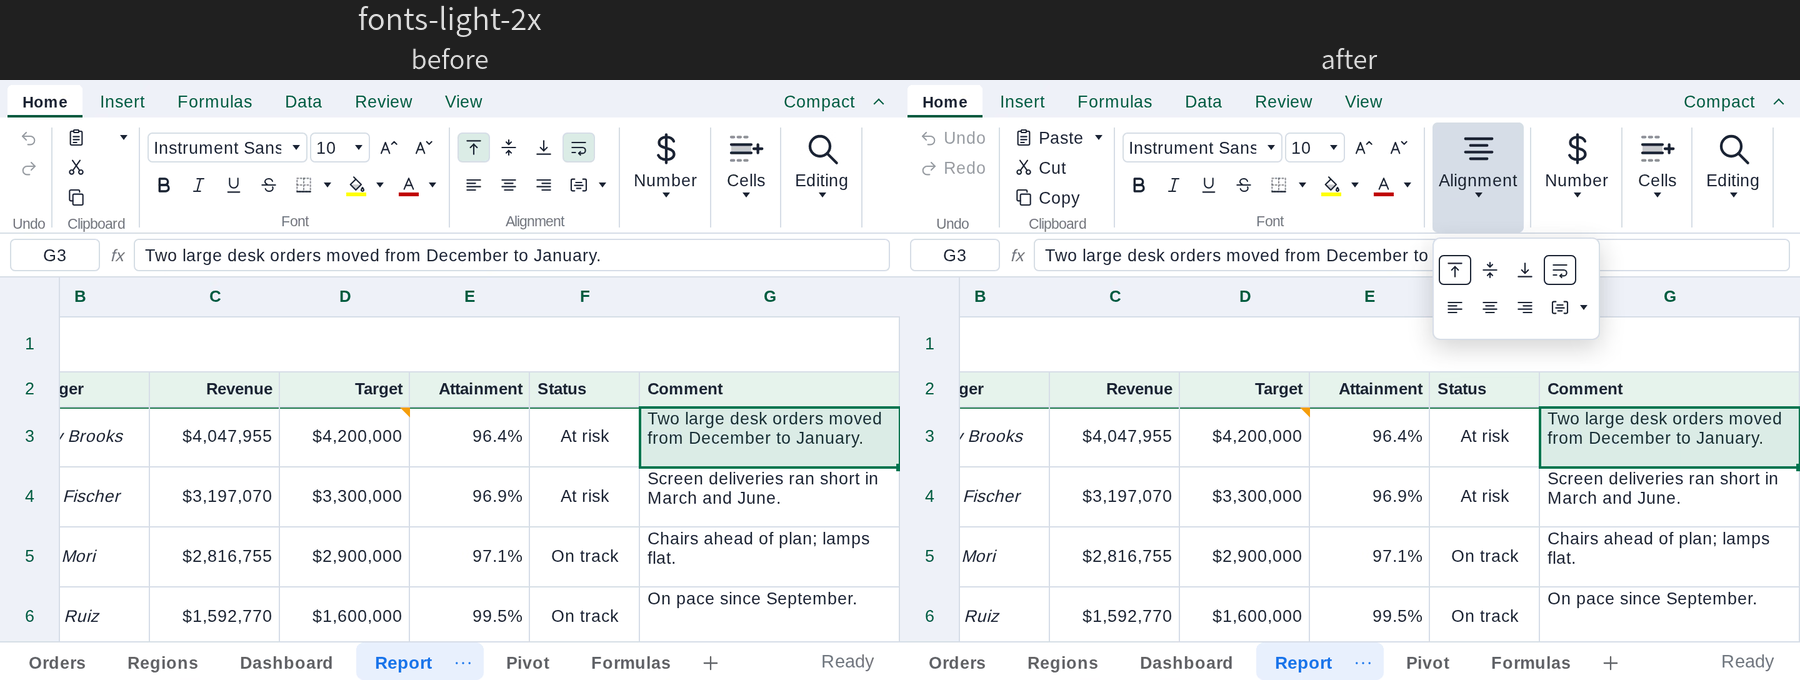 fonts-light-2x
before
after
Home Insert Formulas Data Review View Compact
Instrument Sans 10
Number Cells Editing
Undo Clipboard Font Alignment
G3 fx Two large desk orders moved from December to January.
B C D E F G
1
2 ger Revenue Target Attainment Status Comment
3 y Brooks $4,047,955 $4,200,000 96.4% At risk Two large desk orders moved
from December to January.
4 Fischer $3,197,070 $3,300,000 96.9% At risk Screen deliveries ran short in
March and June.
5 Mori $2,816,755 $2,900,000 97.1% On track Chairs ahead of plan; lamps
flat.
6 Ruiz $1,592,770 $1,600,000 99.5% On track On pace since September.
Orders Regions Dashboard Report ... Pivot Formulas + Ready
Home Insert Formulas Data Review View Compact
Undo Paste Instrument Sans 10
Redo Cut
Copy
Alignment Number Cells Editing
Undo Clipboard Font
G3 fx Two large desk orders moved from December to
B C D E G
1
2 ger Revenue Target Attainment Status Comment
3 y Brooks $4,047,955 $4,200,000 96.4% At risk Two large desk orders moved
from December to January.
4 Fischer $3,197,070 $3,300,000 96.9% At risk Screen deliveries ran short in
March and June.
5 Mori $2,816,755 $2,900,000 97.1% On track Chairs ahead of plan; lamps
flat.
6 Ruiz $1,592,770 $1,600,000 99.5% On track On pace since September.
Orders Regions Dashboard Report ... Pivot Formulas + Ready